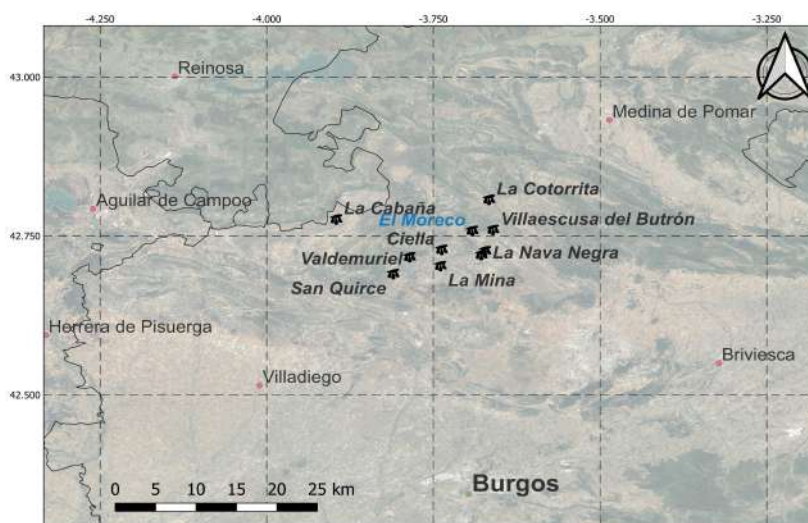 -4.250 -4.000 -3.750 -3.500 -3.250
43.000
Reinosa
Medina de Pomar
Aguilar de Campoo
La Cotorrita
La Cabaña
El Moreco
Villaescusa del Butrón
42.750
Ciella
Valdemuriel
La Nava Negra
San Quirce
La Mina
Herrera de Pisuerga
Briviesca
Villadiego
42.500
Burgos
0 5 10 15 20 25 km